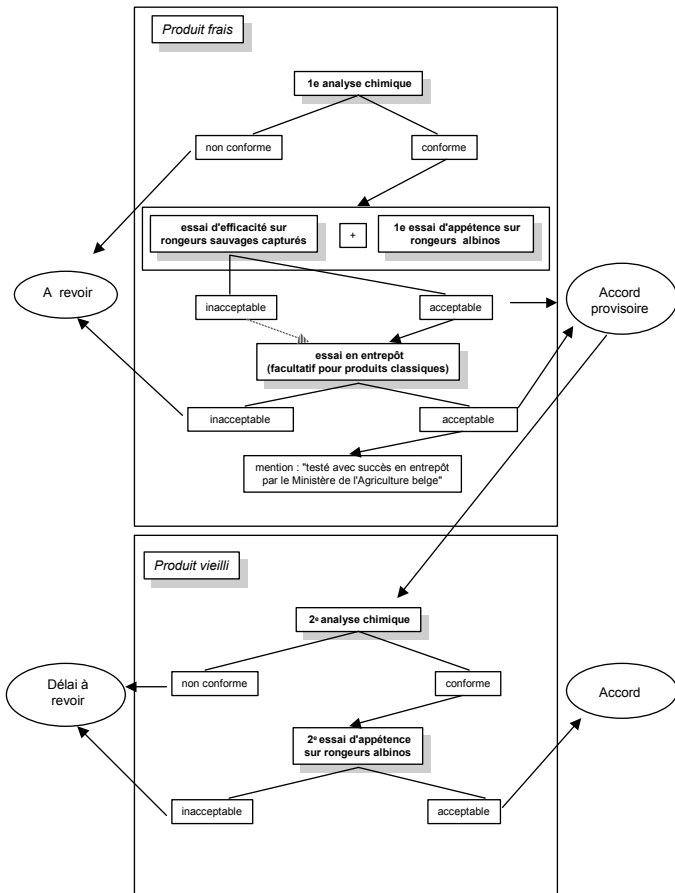 Produit frais
1e analyse chimique
non conforme
conforme
essai d'efficacité sur
rongeurs sauvages capturés
+
1e essai d'appétence sur
rongeurs albinos
A revoir
inacceptable
acceptable
Accord
provisoire
essai en entrepôt
(facultatif pour produits classiques)
inacceptable
acceptable
mention : "testé avec succès en entrepôt
par le Ministère de l'Agriculture belge"
Produit vieilli
2e analyse chimique
non conforme
conforme
Délai à
revoir
Accord
2e essai d'appétence
sur rongeurs albinos
inacceptable
acceptable